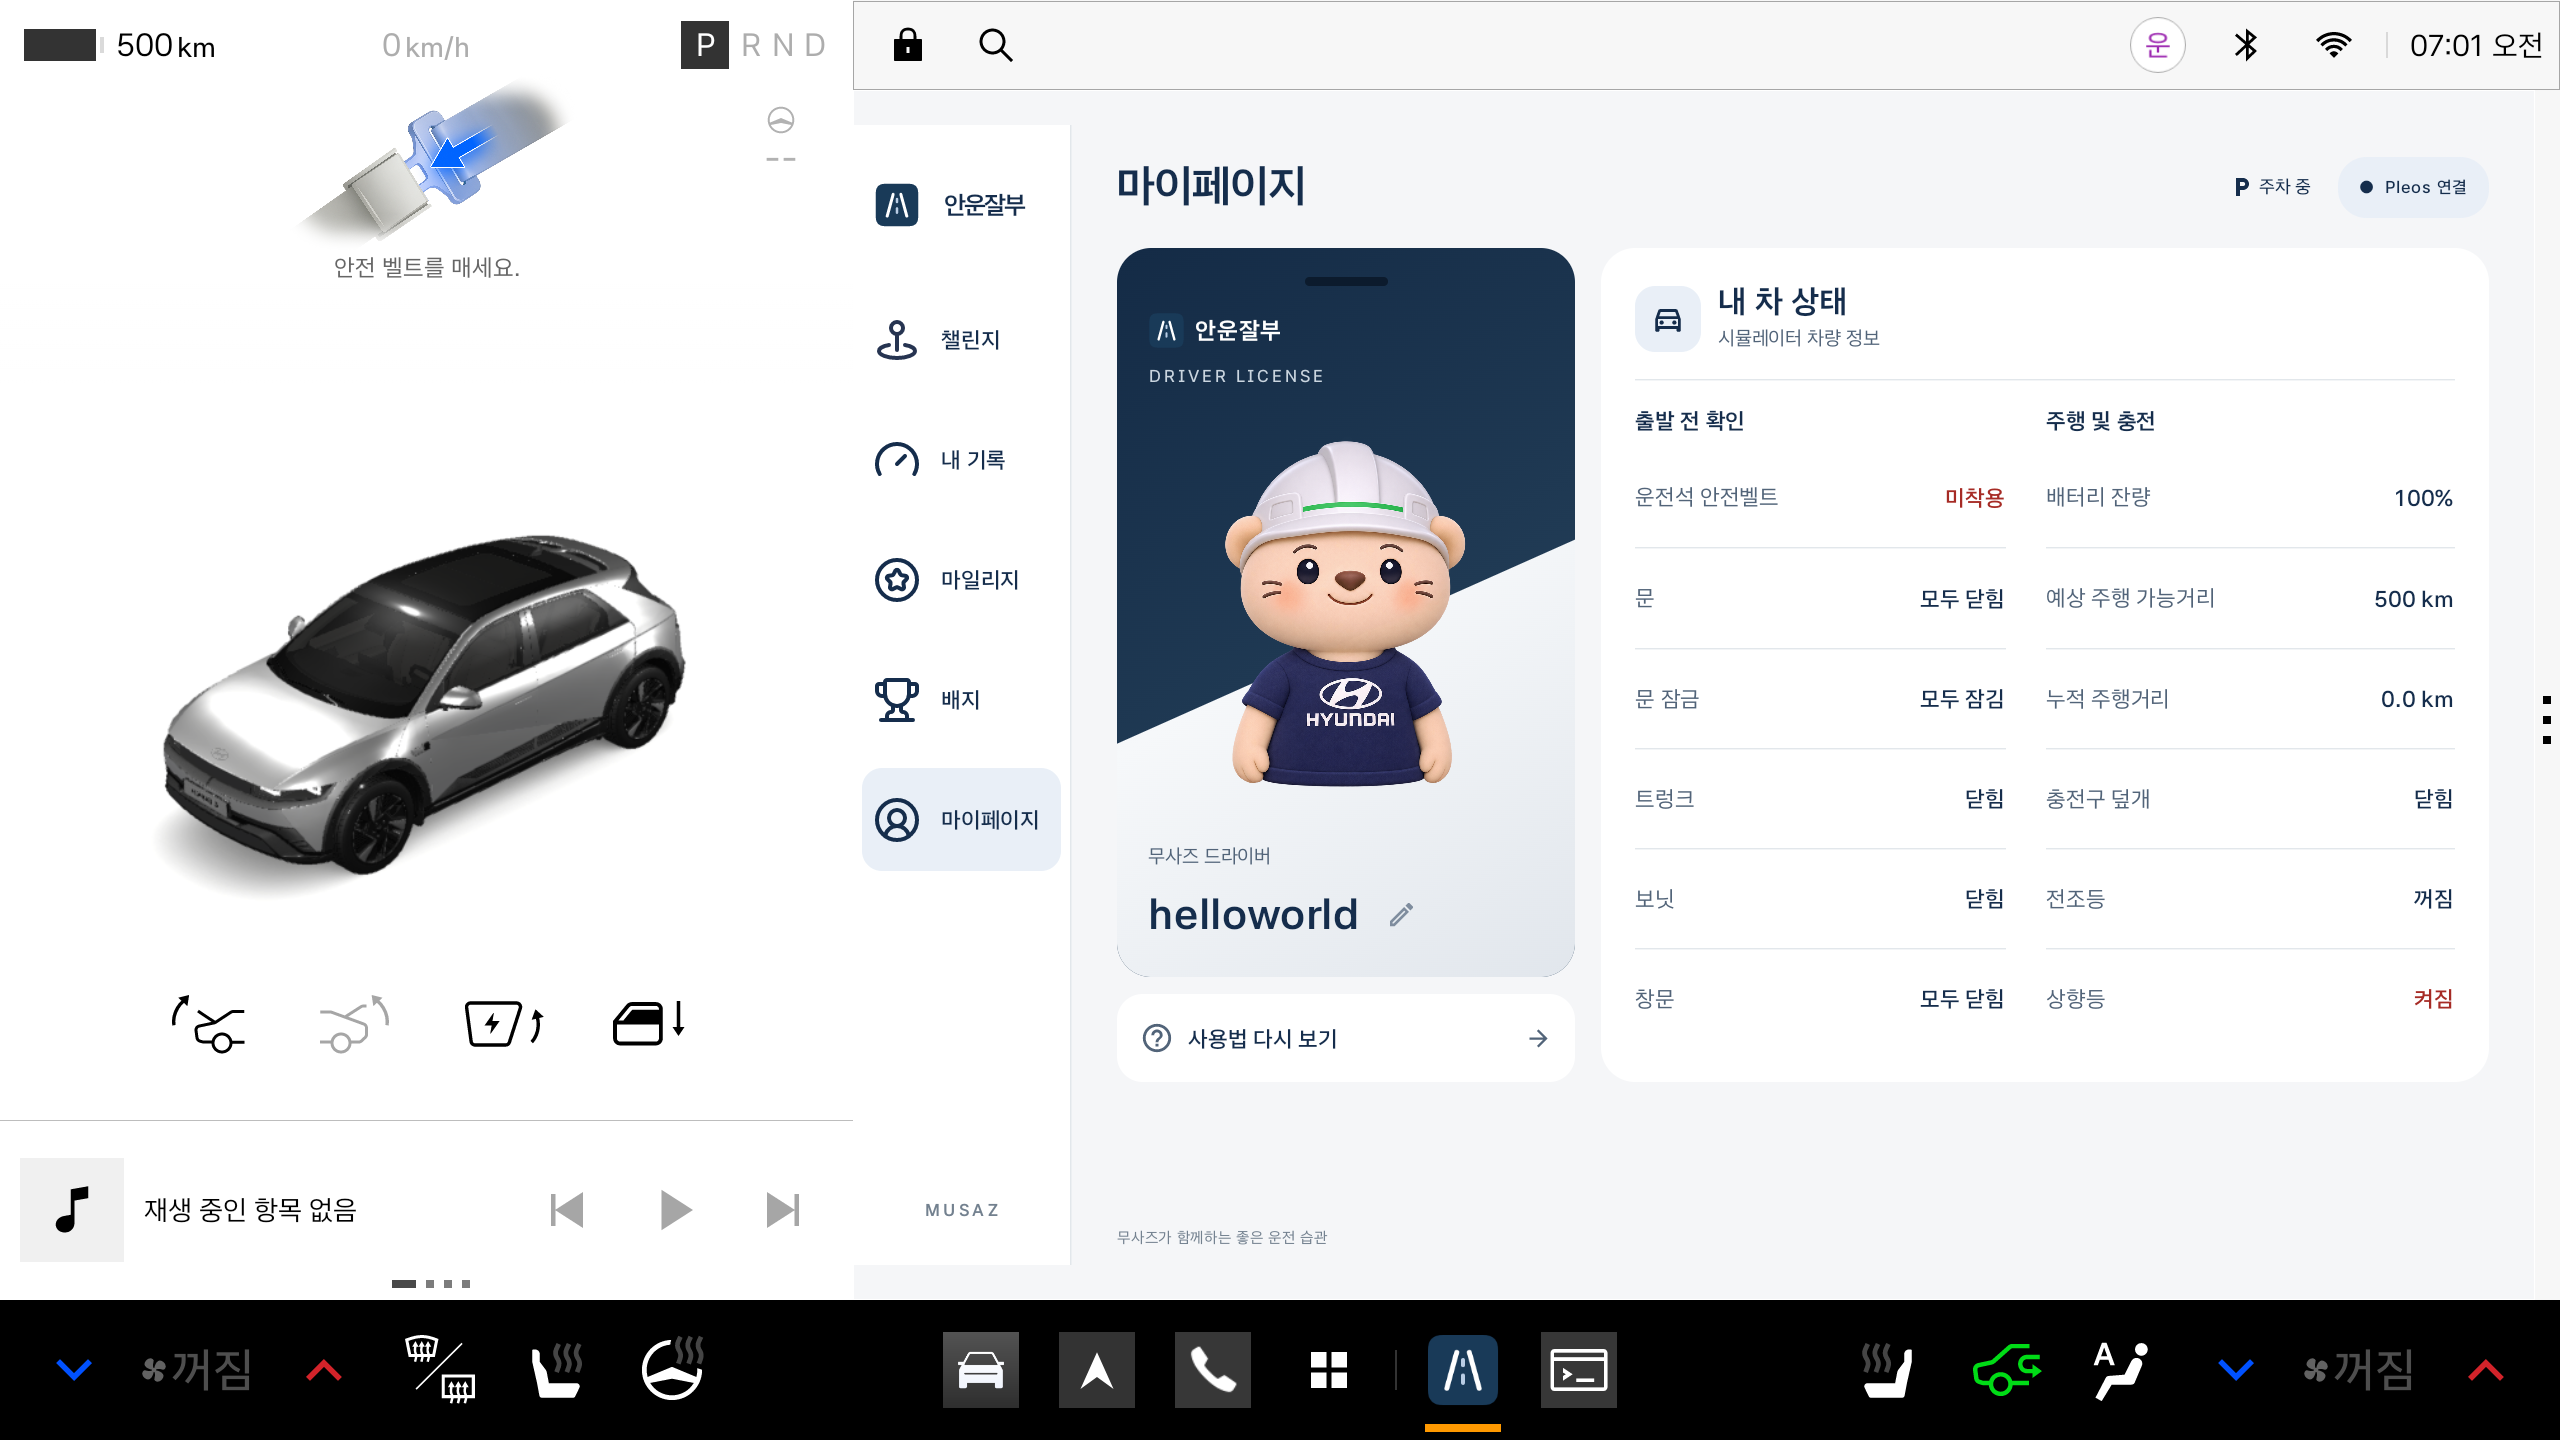 500 km
0 km/h
P R N D
안전 벨트를 매세요.
재생 중인 항목 없음
운
07:01 오전
안운잘부
챌린지
내 기록
마일리지
배지
마이페이지
MUSAZ
마이페이지
P 주차 중
Pleos 연결
안운잘부
DRIVER LICENSE
HYUNDAI
무사즈 드라이버
helloworld
사용법 다시 보기
내 차 상태
시뮬레이터 차량 정보
출발 전 확인
운전석 안전벨트 미착용
문 모두 닫힘
문 잠금 모두 잠김
트렁크 닫힘
보닛 닫힘
창문 모두 닫힘
주행 및 충전
배터리 잔량 100%
예상 주행 가능거리 500 km
누적 주행거리 0.0 km
충전구 덮개 닫힘
전조등 꺼짐
상향등 켜짐
무사즈가 함께하는 좋은 운전 습관
꺼짐
A
꺼짐